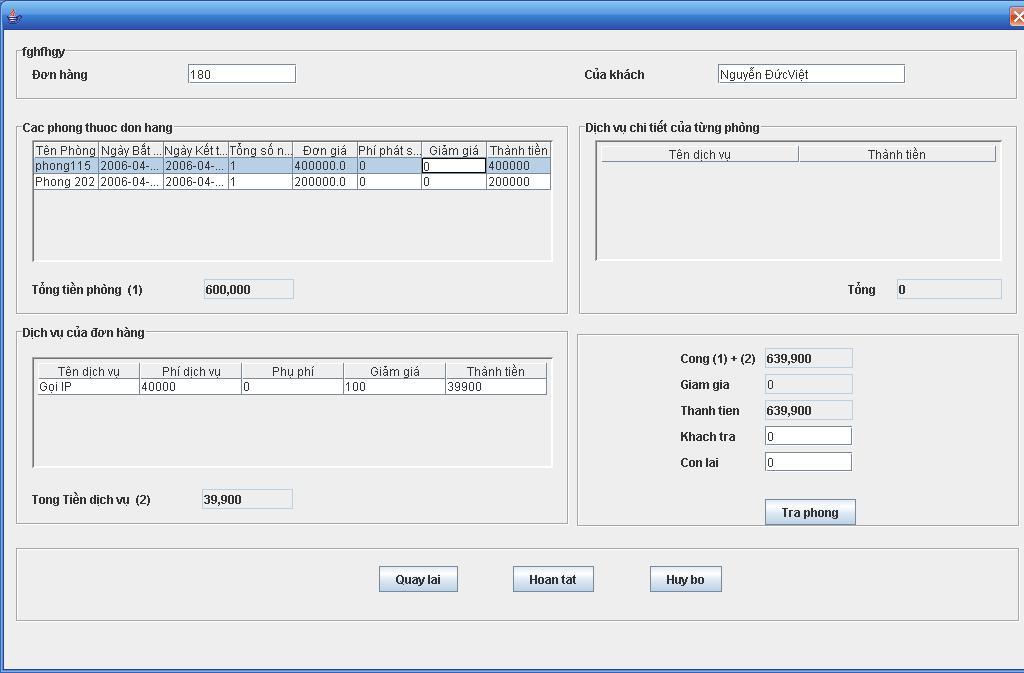 fghfhgy
Đơn hàng 180 Của khách Nguyễn ĐứcViệt
Cac phong thuoc don hang
Tên Phòng Ngày Bắt ... Ngày Kết t... Tổng số n... Đơn giá Phí phát s... Giảm giá Thành tiền
phong115 2006-04-... 2006-04-... 1 400000.0 0 0 400000
Phong 202 2006-04-... 2006-04-... 1 200000.0 0 0 200000
Tổng tiền phòng (1) 600,000
Dịch vụ chi tiết của từng phòng
Tên dịch vụ Thành tiền
Tổng 0
Dịch vụ của đơn hàng
Tên dịch vụ Phí dịch vụ Phụ phí Giảm giá Thành tiền
Gọi IP 40000 0 100 39900
Tong Tiền dịch vụ (2) 39,900
Cong (1) + (2) 639,900
Giam gia 0
Thanh tien 639,900
Khach tra 0
Con lai 0
Tra phong
Quay lai Hoan tat Huy bo